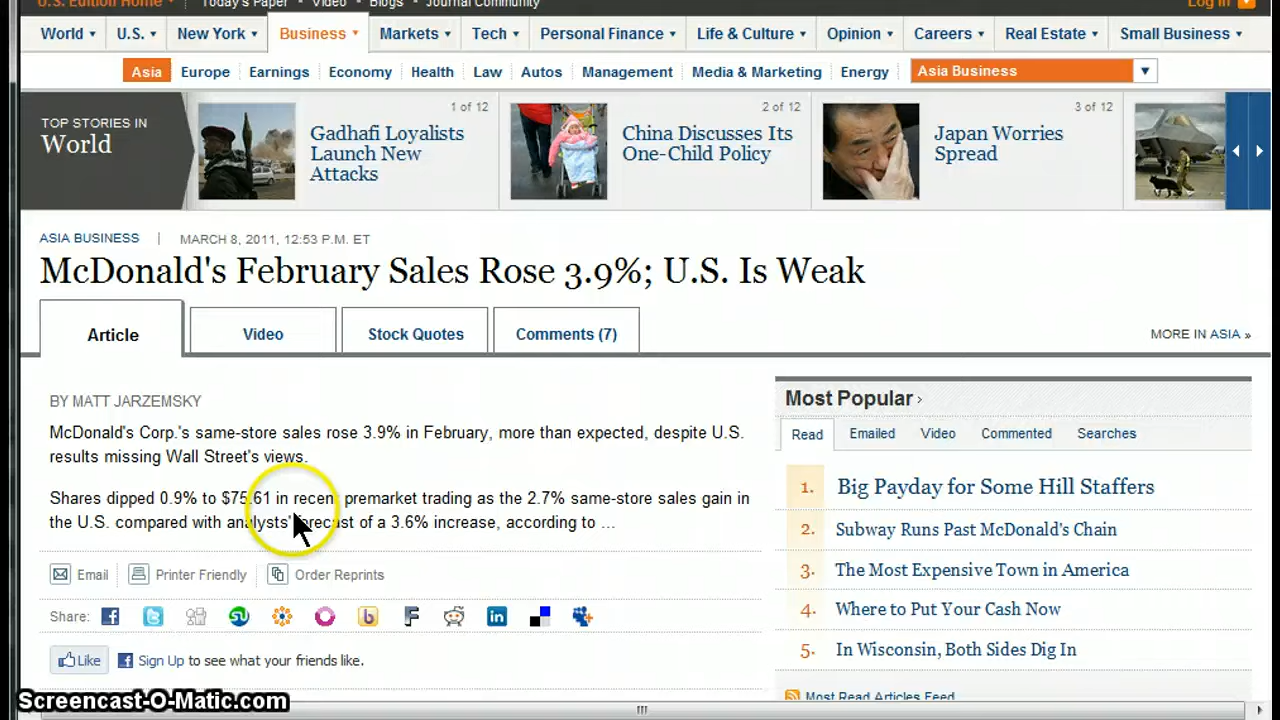 U.S. Edition Home Today's Paper Video Blogs Journal Community Log In
World U.S. New York Business Markets Tech Personal Finance Life & Culture Opinion Careers Real Estate Small Business
Asia Europe Earnings Economy Health Law Autos Management Media & Marketing Energy Asia Business
TOP STORIES IN
World
1 of 12
Gadhafi Loyalists
Launch New
Attacks
2 of 12
China Discusses Its
One-Child Policy
3 of 12
Japan Worries
Spread
ASIA BUSINESS | MARCH 8, 2011, 12:53 P.M. ET
McDonald's February Sales Rose 3.9%; U.S. Is Weak
Article Video Stock Quotes Comments (7)
MORE IN ASIA »
BY MATT JARZEMSKY
McDonald's Corp.'s same-store sales rose 3.9% in February, more than expected, despite U.S.
results missing Wall Street's views.
Shares dipped 0.9% to $75.61 in recent premarket trading as the 2.7% same-store sales gain in
the U.S. compared with analysts' forecast of a 3.6% increase, according to ...
Email Printer Friendly Order Reprints
Share:
Like Sign Up to see what your friends like.
Most Popular ›
Read Emailed Video Commented Searches
1. Big Payday for Some Hill Staffers
2. Subway Runs Past McDonald's Chain
3. The Most Expensive Town in America
4. Where to Put Your Cash Now
5. In Wisconsin, Both Sides Dig In
Most Read Articles Feed
Screencast-O-Matic.com